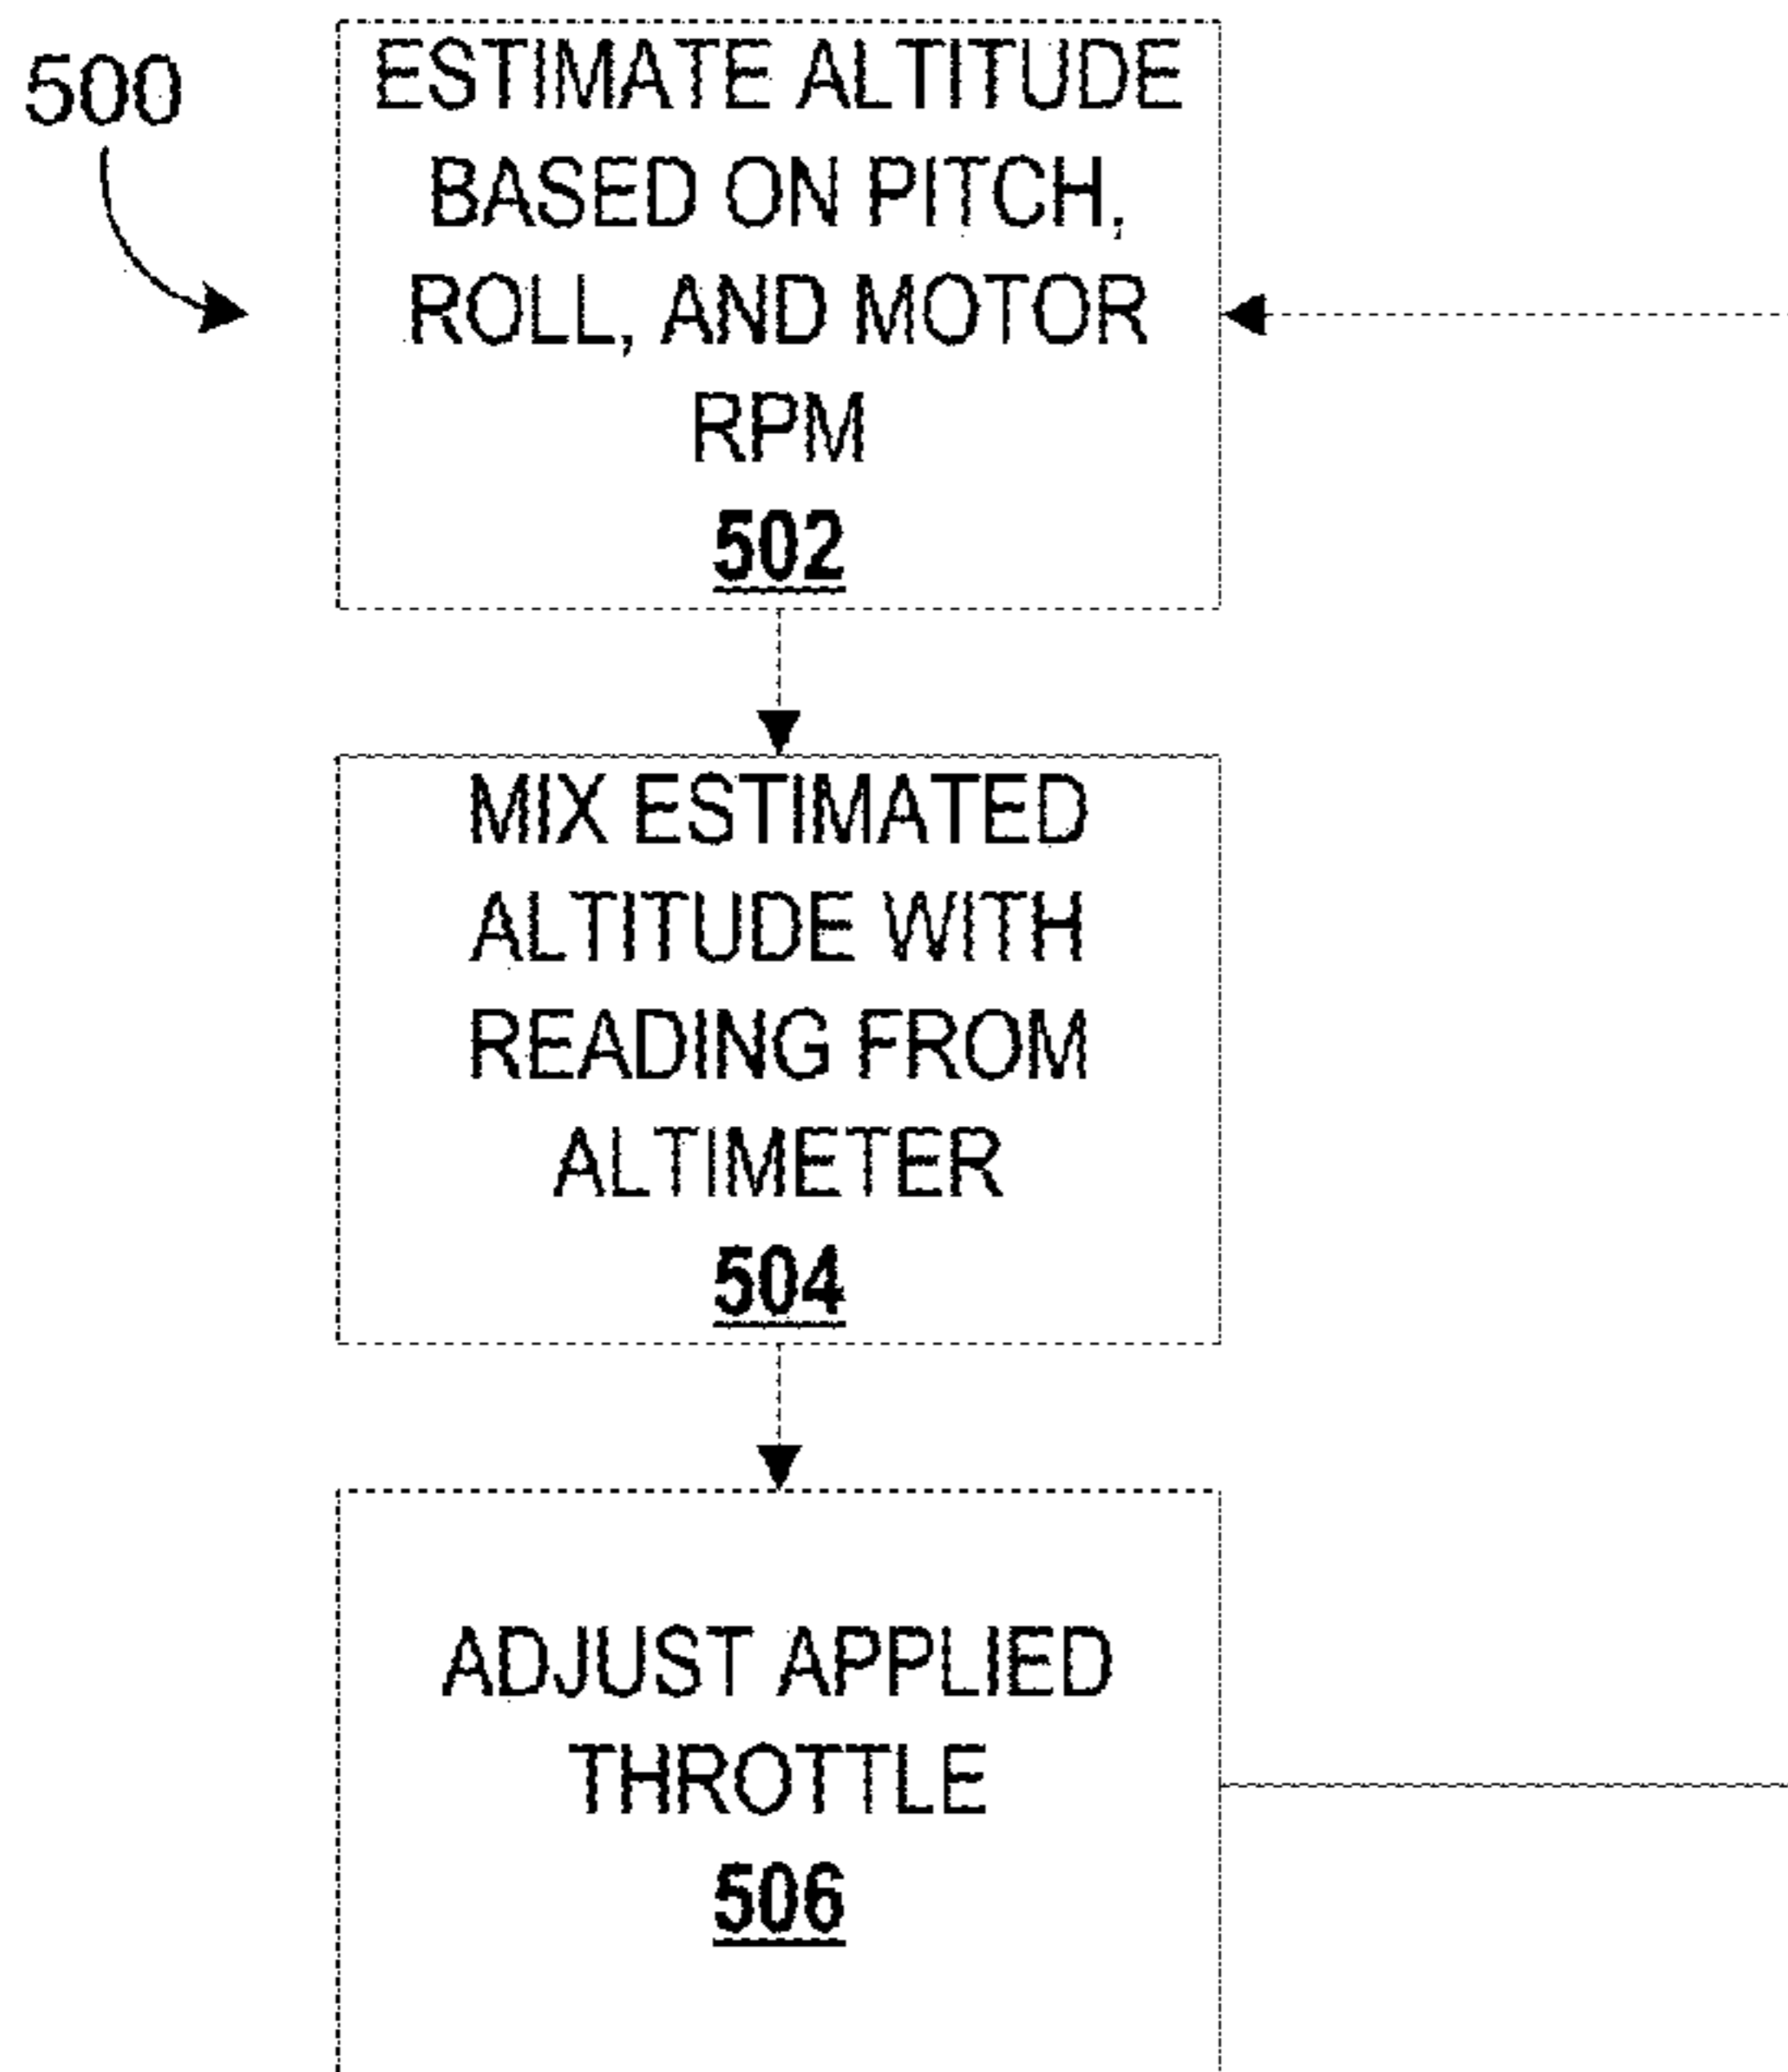 500
ESTIMATE ALTITUDE
BASED ON PITCH,
ROLL, AND MOTOR
RPM
502
MIX ESTIMATED
ALTITUDE WITH
READING FROM
ALTIMETER
504
ADJUST APPLIED
THROTTLE
506